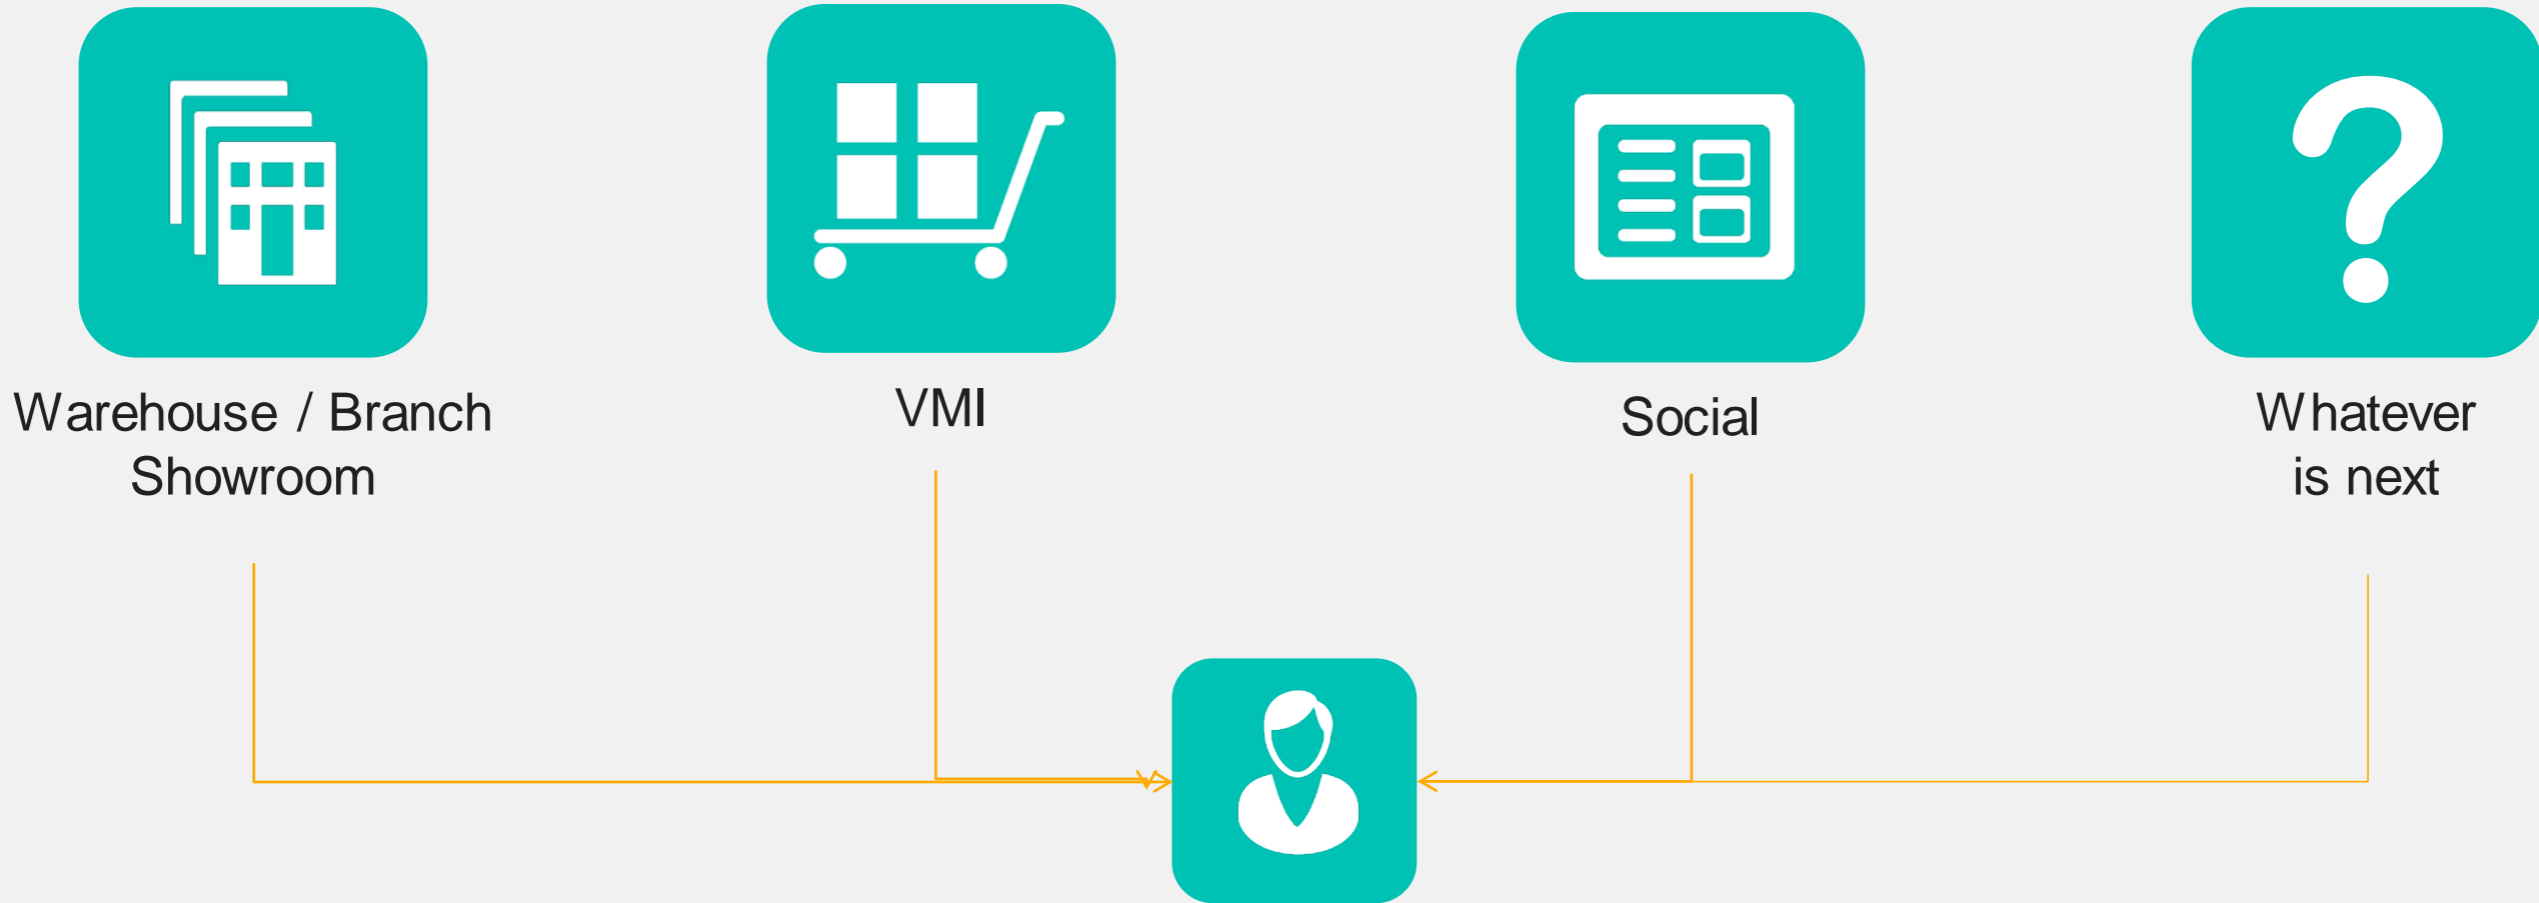 Warehouse / Branch
Showroom
VMI
Social
Whatever
is next